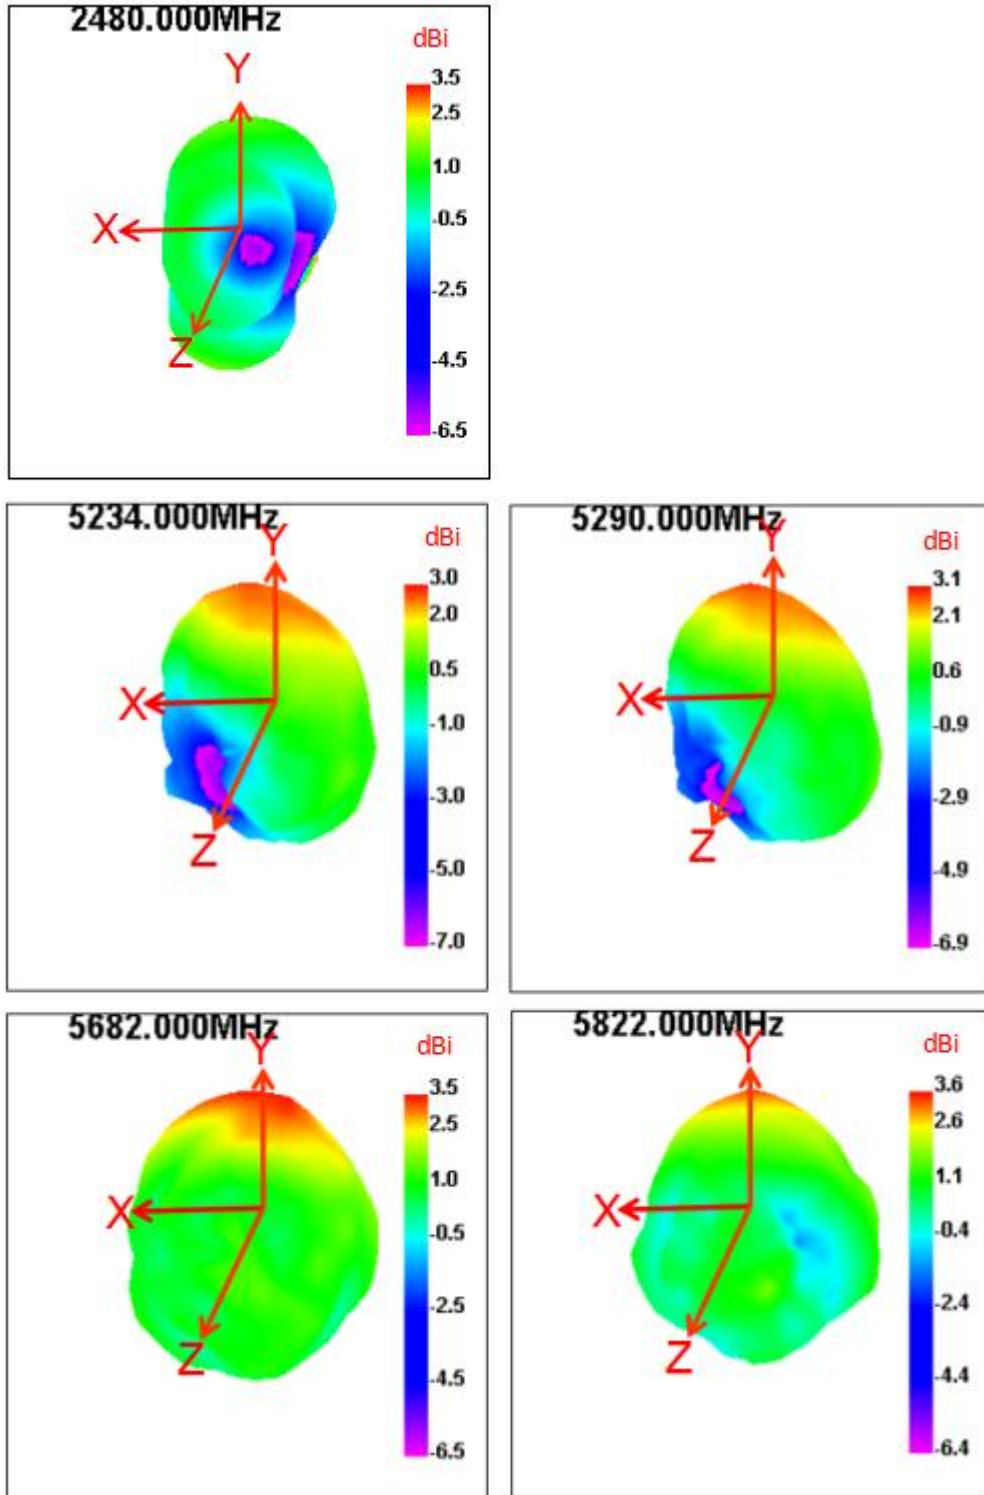 2480.000MHz
dBi
Y
X
Z
3.5
2.5
1.0
-0.5
-2.5
-4.5
-6.5
5234.000MHz
dBi
Y
X
Z
3.0
2.0
0.5
-1.0
-3.0
-5.0
-7.0
5290.000MHz
dBi
Y
X
Z
3.1
2.1
0.6
-0.9
-2.9
-4.9
-6.9
5682.000MHz
dBi
Y
X
Z
3.5
2.5
1.0
-0.5
-2.5
-4.5
-6.5
5822.000MHz
dBi
Y
X
Z
3.6
2.6
1.1
-0.4
-2.4
-4.4
-6.4